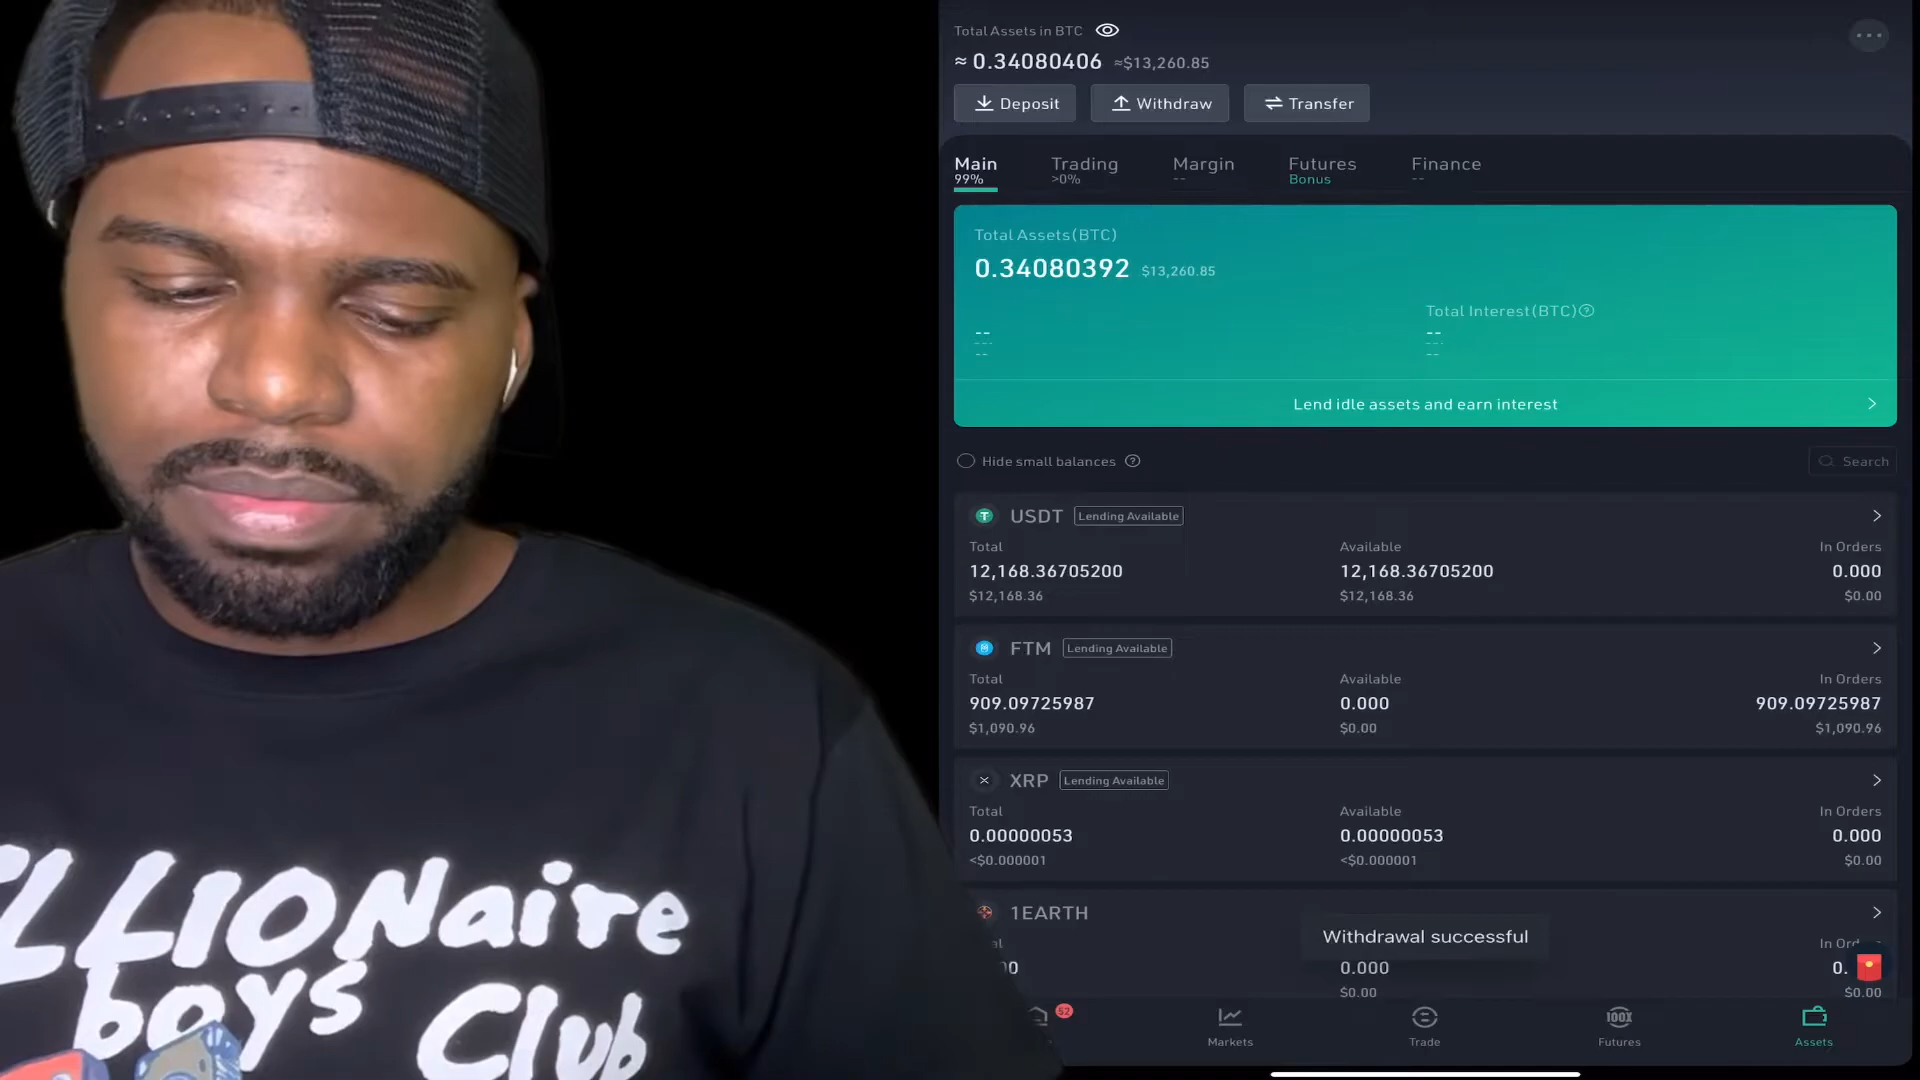 Total Assets in BTC
≈ 0.34080406 ≈$13,260.85
Deposit Withdraw Transfer
Main Trading Margin Futures Finance
99% >0% -- Bonus --
Total Assets(BTC)
0.34080392 $13,260.85
Total Interest(BTC)
-- --
-- --
Lend idle assets and earn interest
Hide small balances Search
USDT Lending Available
Total Available In Orders
12,168.36705200 12,168.36705200 0.000
$12,168.36 $12,168.36 $0.00
FTM Lending Available
Total Available In Orders
909.09725987 0.000 909.09725987
$1,090.96 $0.00 $1,090.96
XRP Lending Available
Total Available In Orders
0.00000053 0.00000053 0.000
<$0.000001 <$0.000001 $0.00
1EARTH
Withdrawal successful
0.000
$0.00 $0.00
52
100X
Markets Trade Futures Assets
LLIONaire
boys
Club